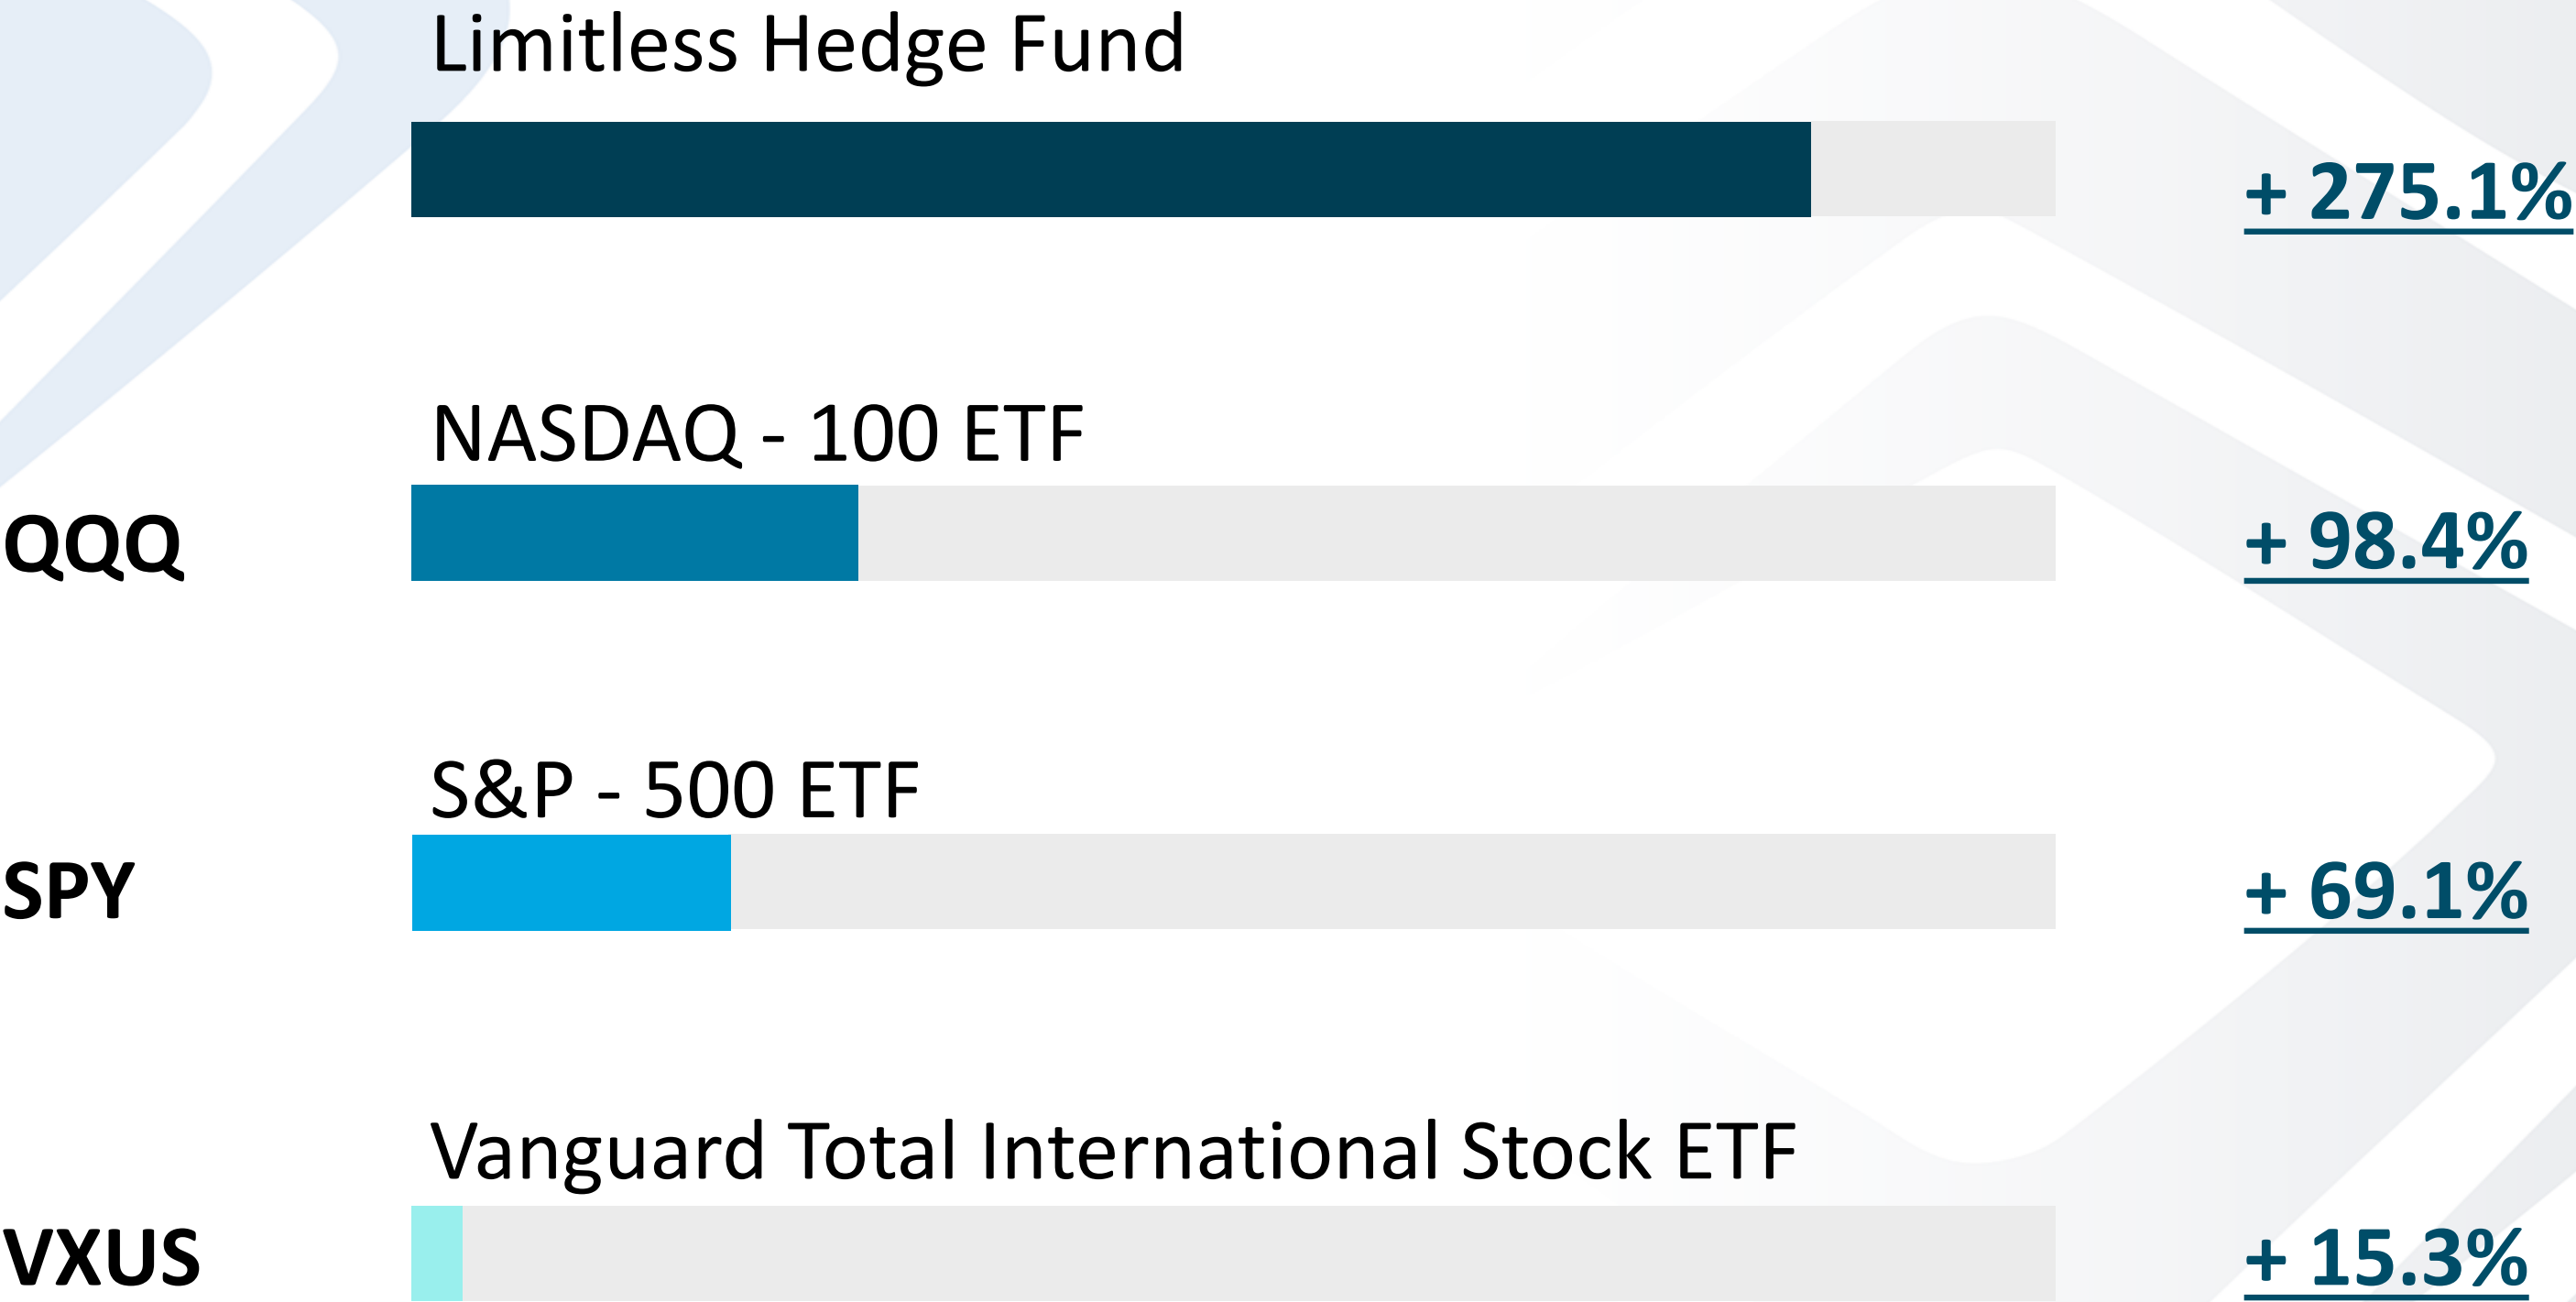 Limitless Hedge Fund
+ 275.1%
NASDAQ - 100 ETF
QQQ
+ 98.4%
S&P - 500 ETF
SPY
+ 69.1%
Vanguard Total International Stock ETF
VXUS
+ 15.3%